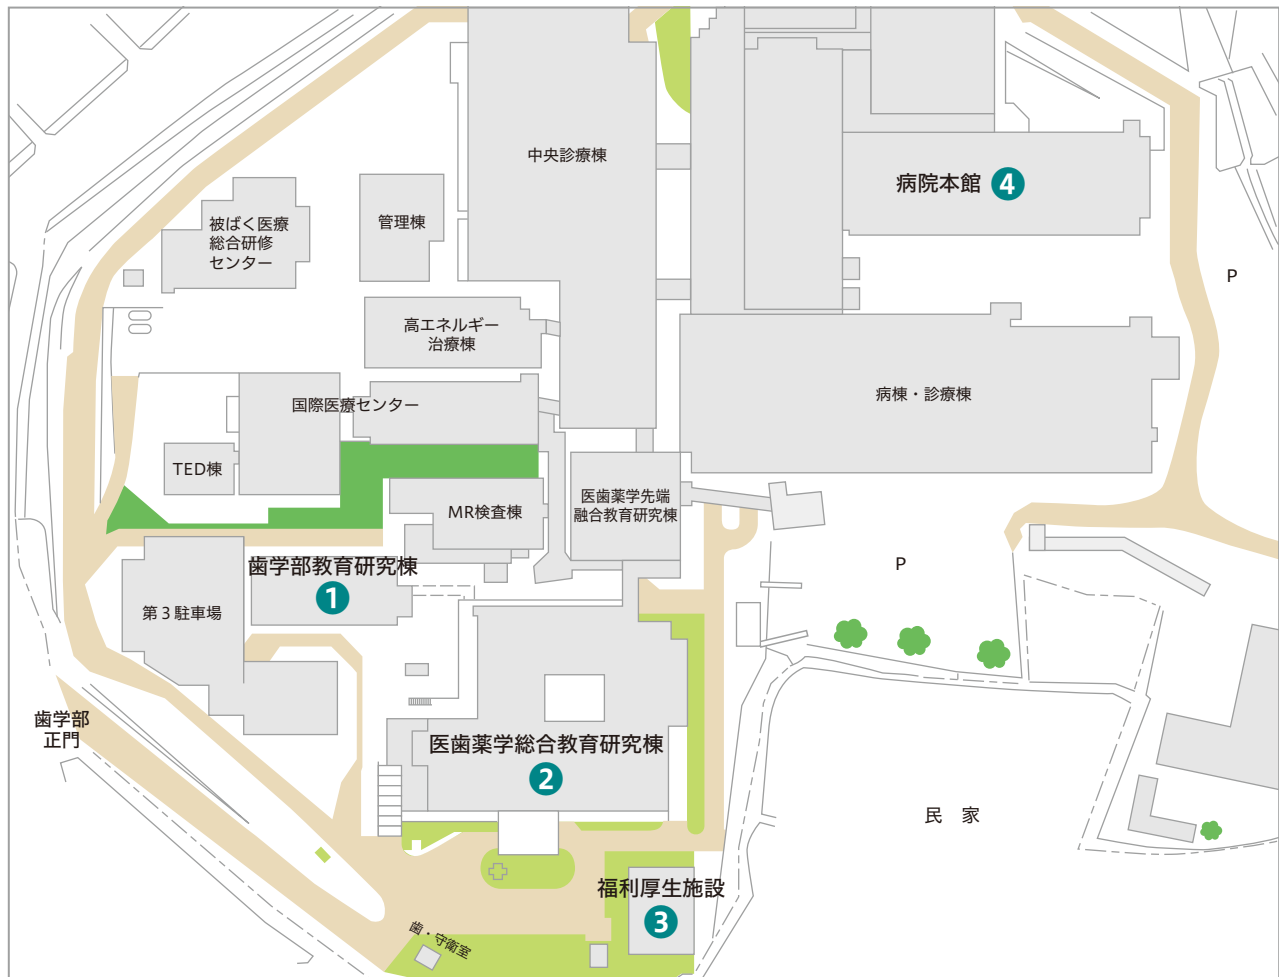 中央診療棟
病院本館 4
被ばく医療
総合研修
センター
管理棟
P
高エネルギー
治療棟
国際医療センター
病棟・診療棟
TED棟
MR検査棟
医歯薬学先端
融合教育研究棟
歯学部教育研究棟
1
P
第3駐車場
歯学部
正門
医歯薬学総合教育研究棟
2
民 家
福利厚生施設
3
歯・守衛室